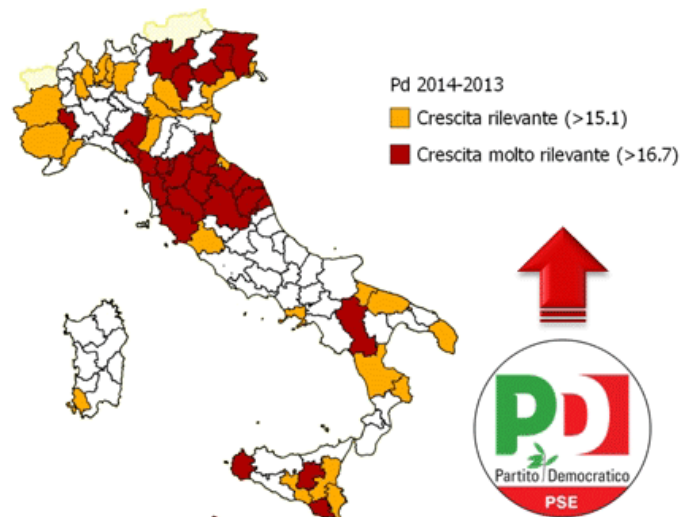 Pd 2014-2013
Crescita rilevante (>15.1)
Crescita molto rilevante (>16.7)
PD
Partito Democratico
PSE